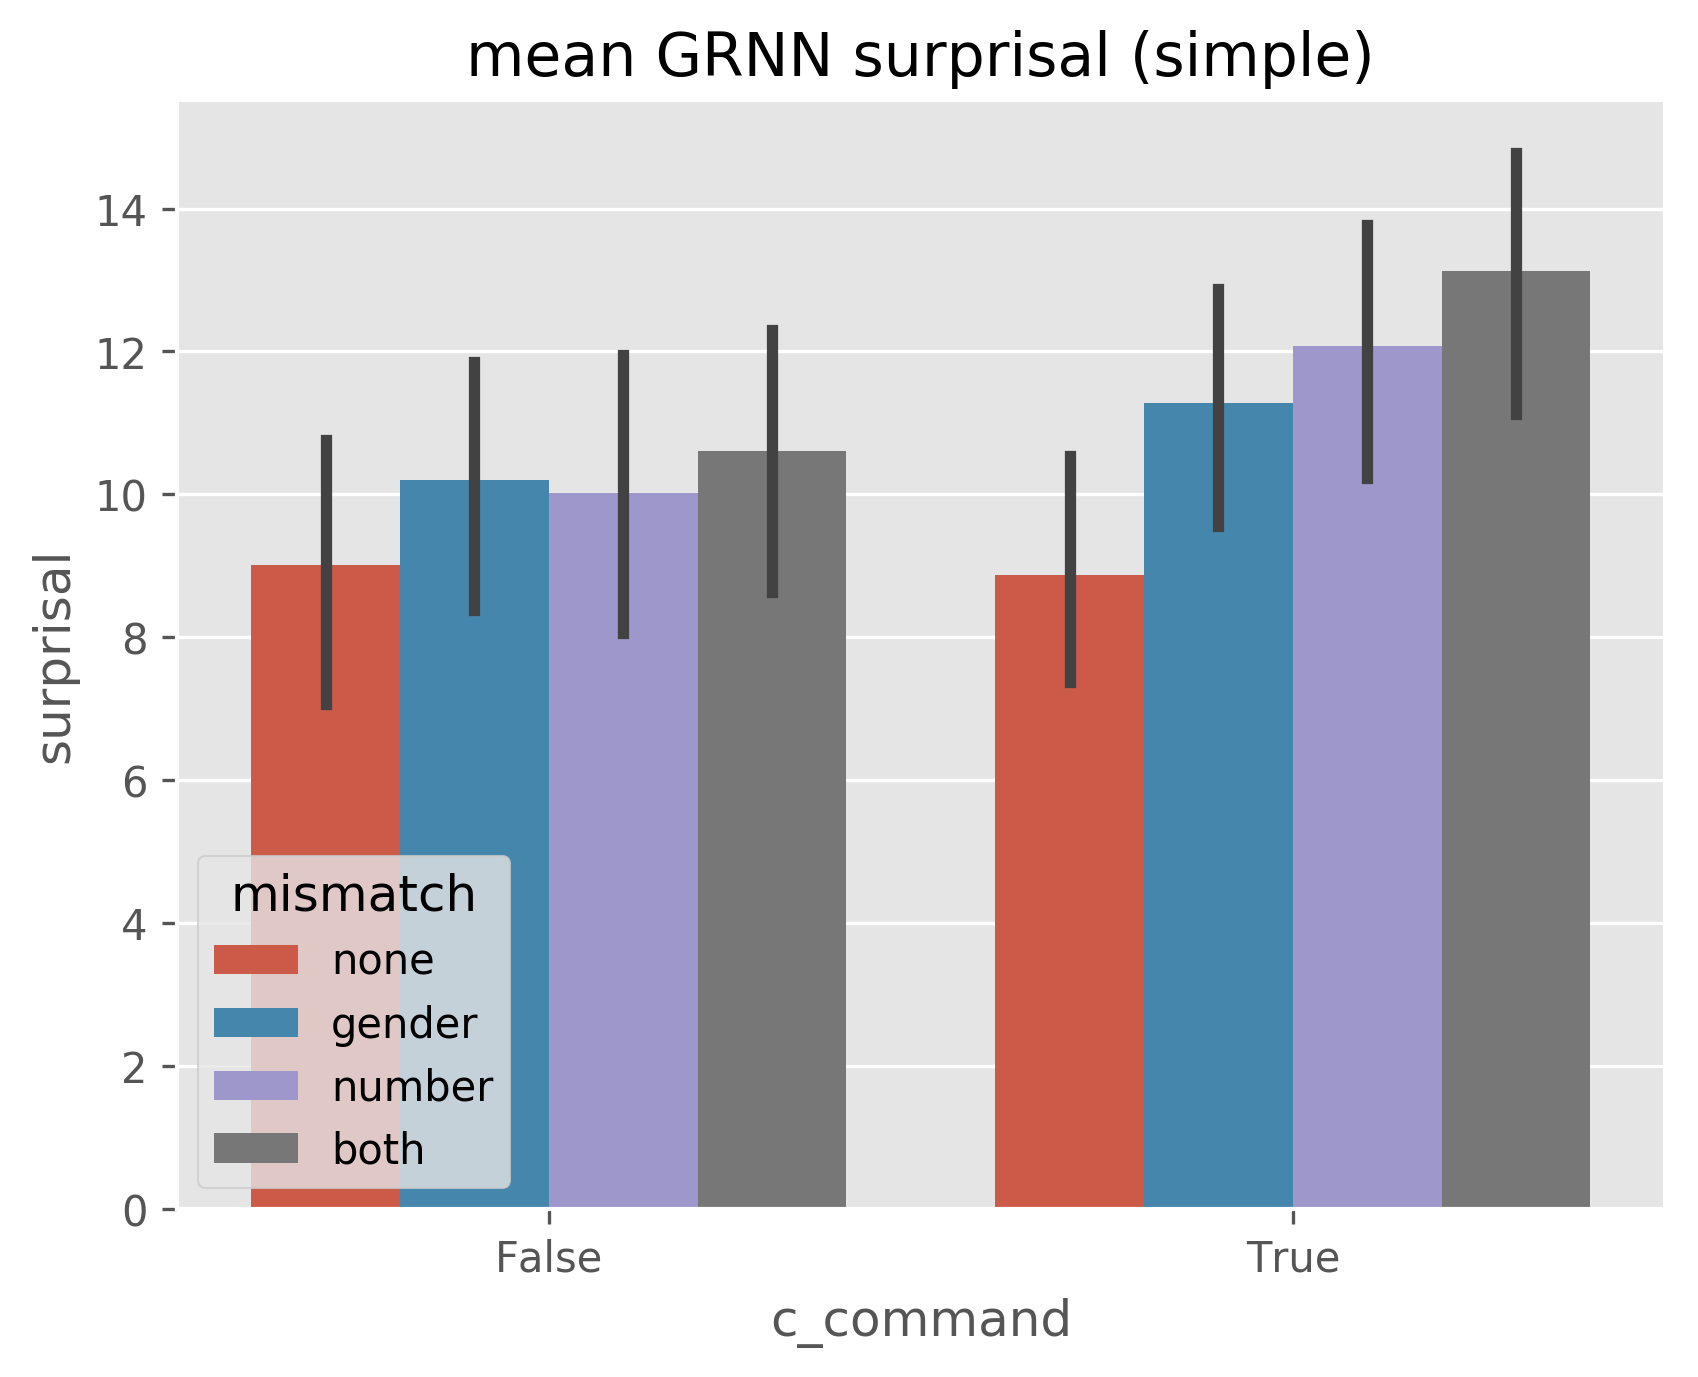 mean GRNN surprisal (simple)
14
12
10
8
6
4
2
0
surprisal
mismatch
none
gender
number
both
False
True
c_command